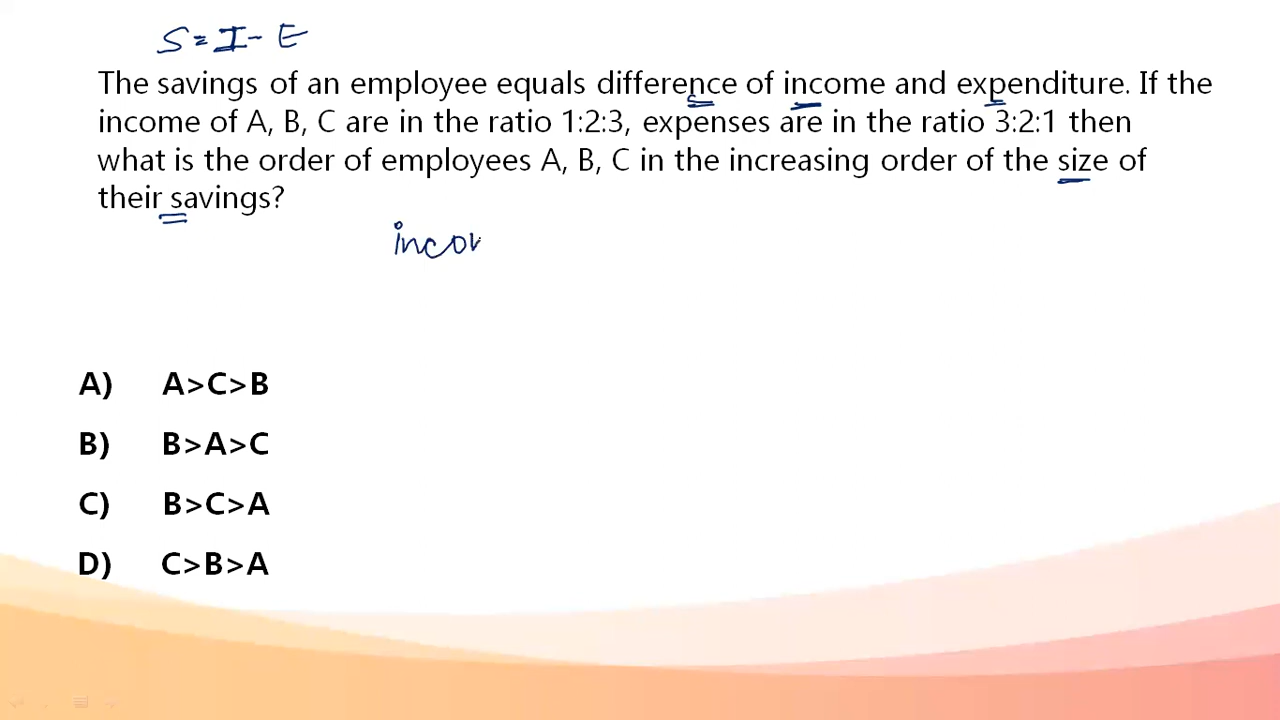 S = I - E
The savings of an employee equals difference of income and expenditure. If the
income of A, B, C are in the ratio 1:2:3, expenses are in the ratio 3:2:1 then
what is the order of employees A, B, C in the increasing order of the size of
their savings?
incom
A) A>C>B
B) B>A>C
C) B>C>A
D) C>B>A